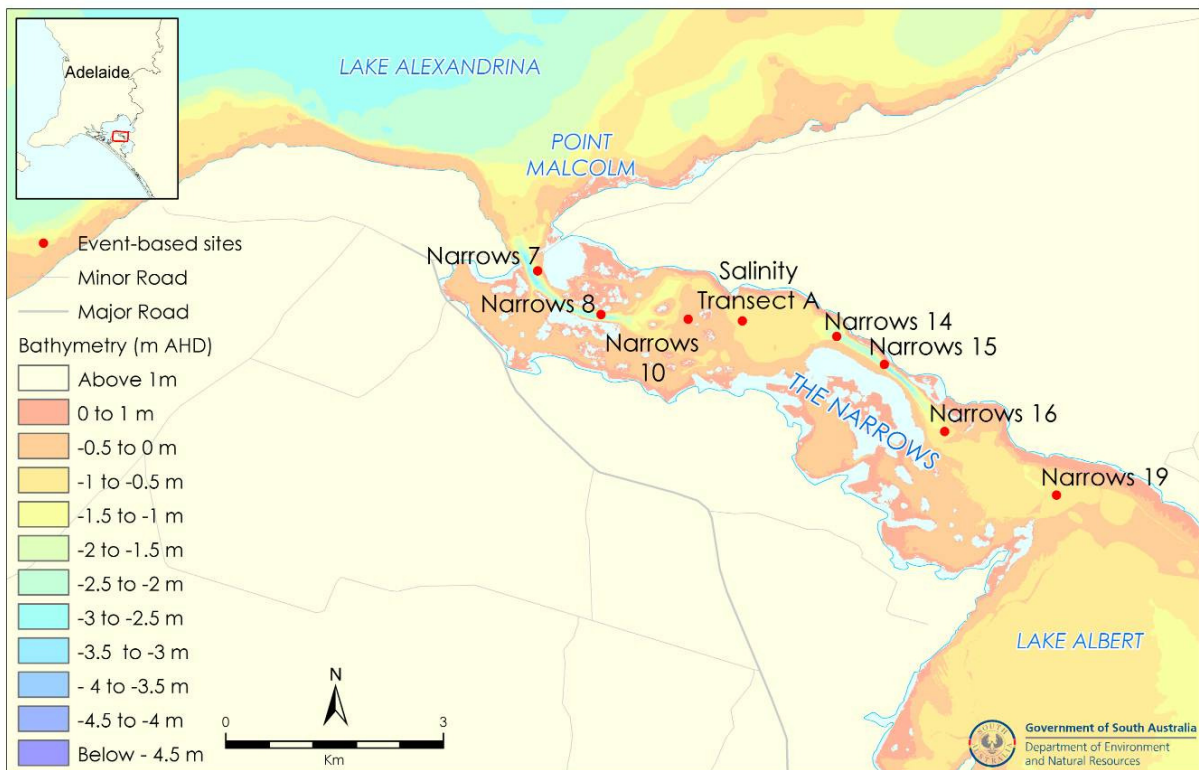 Adelaide
LAKE ALEXANDRINA
POINT
MALCOLM
Event-based sites
Minor Road
Major Road
Bathymetry (m AHD)
Above 1m
0 to 1 m
-0.5 to 0 m
-1 to -0.5 m
-1.5 to -1 m
-2 to -1.5 m
-2.5 to -2 m
-3 to -2.5 m
-3.5 to -3 m
- 4 to -3.5 m
-4.5 to -4 m
Below - 4.5 m
Narrows 7
Narrows 8
Narrows
10
Salinity
Transect A
Narrows 14
Narrows 15
THE NARROWS
Narrows 16
Narrows 19
LAKE ALBERT
N
0 3
Km
SOUTH
AUSTRALIA
Government of South Australia
Department of Environment
and Natural Resources